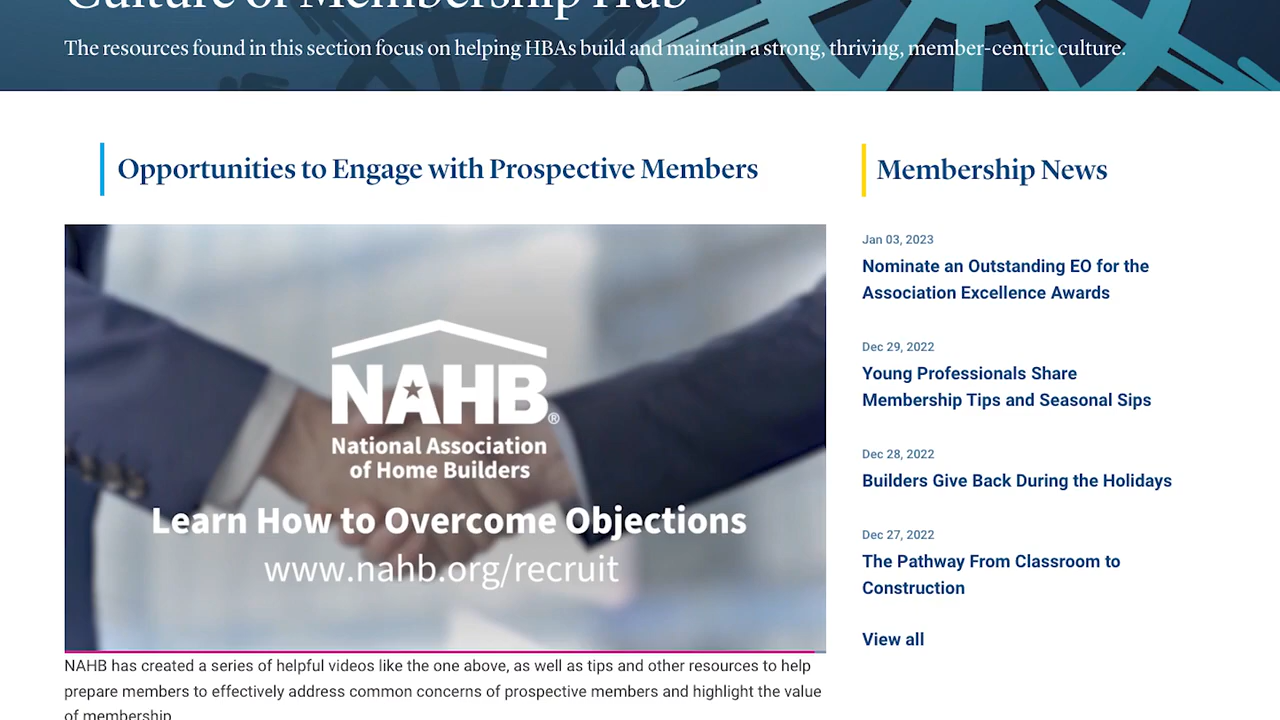 Culture of Membership Hub
The resources found in this section focus on helping HBAs build and maintain a strong, thriving, member-centric culture.
Opportunities to Engage with Prospective Members
NAHB®
National Association
of Home Builders
Learn How to Overcome Objections
www.nahb.org/recruit
NAHB has created a series of helpful videos like the one above, as well as tips and other resources to help
prepare members to effectively address common concerns of prospective members and highlight the value
of membership
Membership News
Jan 03, 2023
Nominate an Outstanding EO for the
Association Excellence Awards
Dec 29, 2022
Young Professionals Share
Membership Tips and Seasonal Sips
Dec 28, 2022
Builders Give Back During the Holidays
Dec 27, 2022
The Pathway From Classroom to
Construction
View all